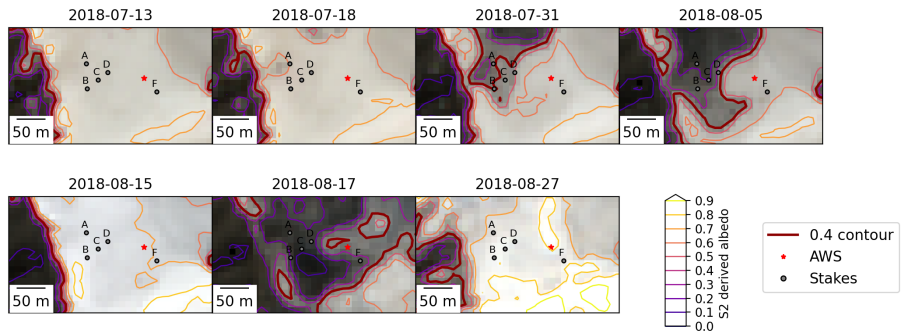 2018-07-13
2018-07-18
2018-07-31
2018-08-05
A
B
C
D
F
50 m
A
B
C
D
F
50 m
A
B
C
D
F
50 m
A
B
C
D
F
50 m
2018-08-15
2018-08-17
2018-08-27
A
B
C
D
F
50 m
A
B
C
D
F
50 m
A
B
C
D
F
50 m
0.9
0.8
0.7
0.6
0.5
0.4
0.3
0.2
0.1
0.0
S2 derived albedo
0.4 contour
AWS
Stakes